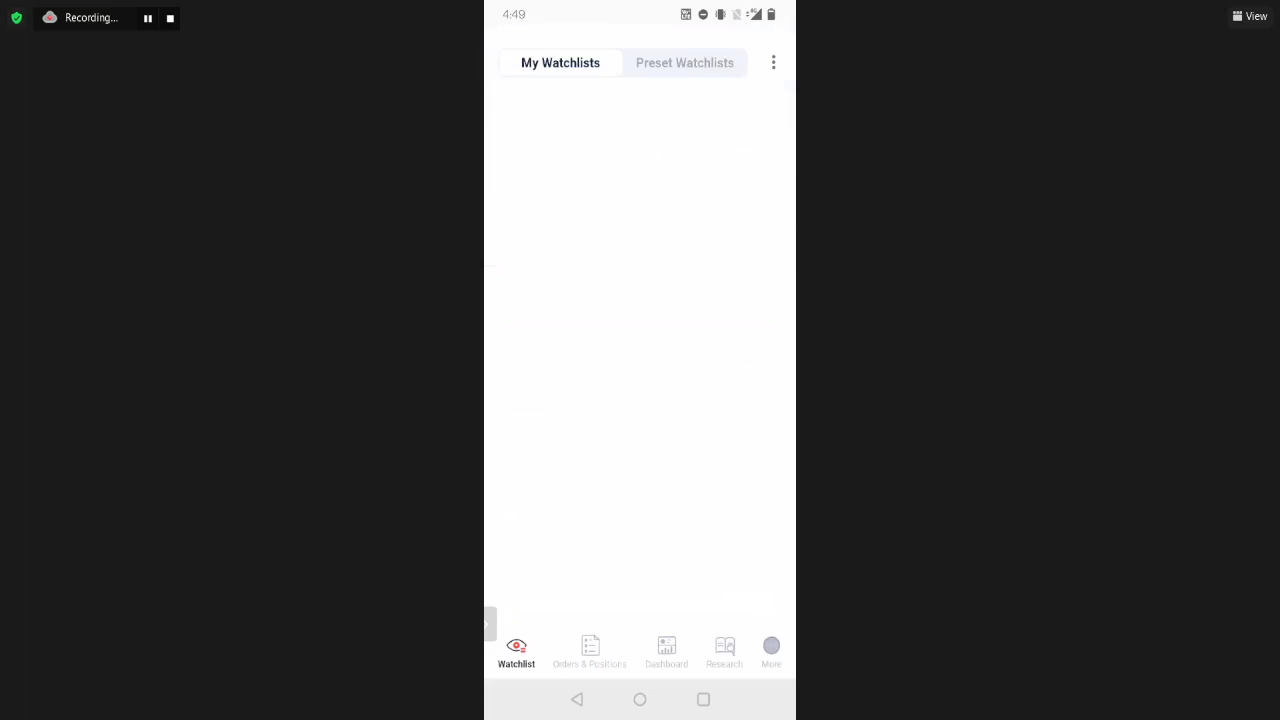 Recording...
View
4:49
My Watchlists
Preset Watchlists
Watchlist
Orders & Positions
Dashboard
Research
More